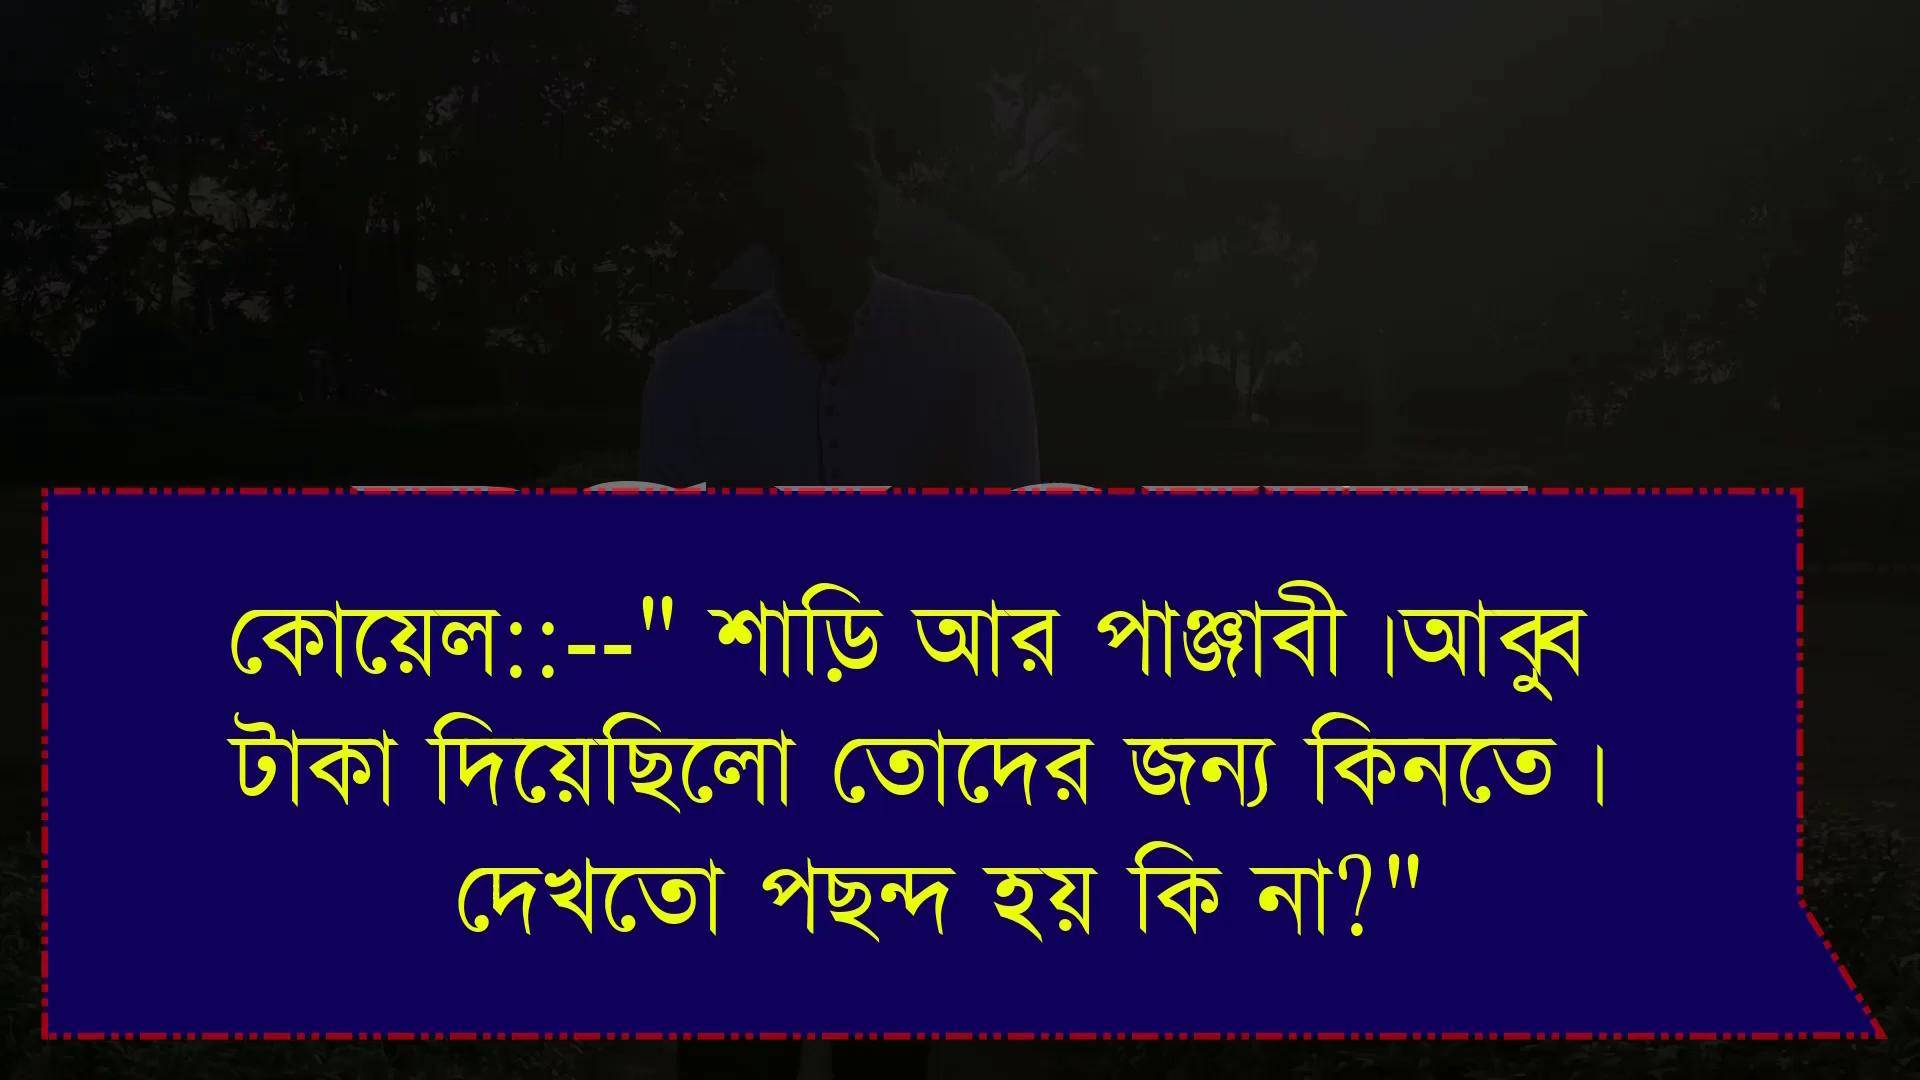 কোয়েল::--" শাড়ি আর পাঞ্জাবী ।আব্বু
টাকা দিয়েছিলো তোদের জন্য কিনতে ।
দেখতো পছন্দ হয় কি না?"